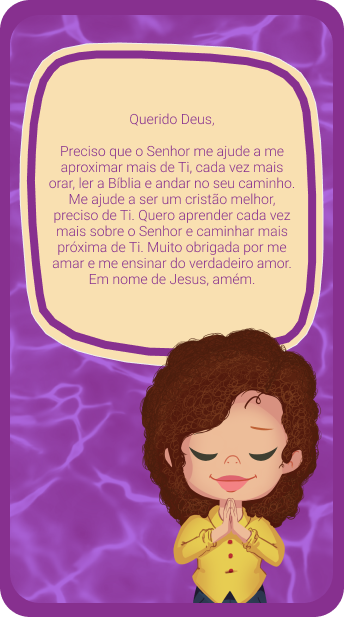 Querido Deus,
Preciso que o Senhor me ajude a me
aproximar mais de Ti, cada vez mais
orar, ler a Bíblia e andar no seu caminho.
Me ajude a ser um cristão melhor,
preciso de Ti. Quero aprender cada vez
mais sobre o Senhor e caminhar mais
próxima de Ti. Muito obrigada por me
amar e me ensinar do verdadeiro amor.
Em nome de Jesus, amém.